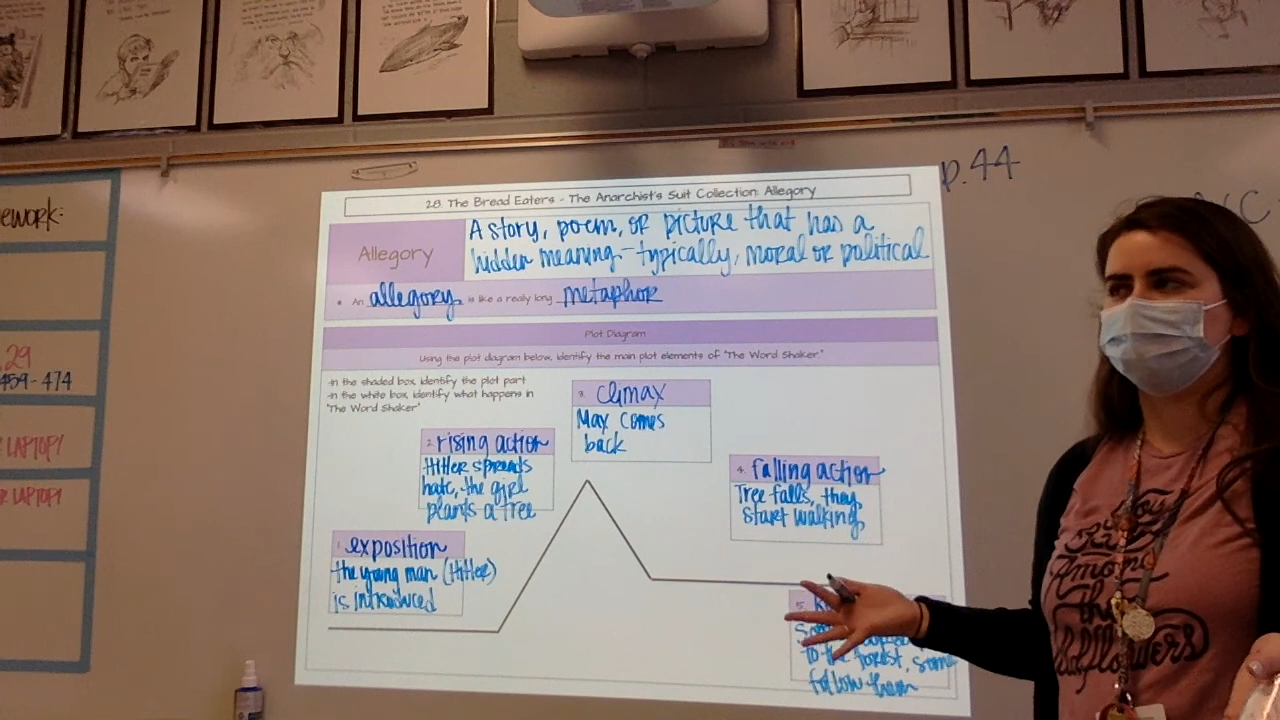 p.44
ework:
29
459-474
LAPTOP!
R LAPTOP!
28. The Bread Eaters - The Anarchist's Suit Collection: Allegory
Allegory
A story, poem, or picture that has a
hidden meaning - typically, moral or political
An allegory is like a really long metaphor
Plot Diagram
Using the plot diagram below, identify the main plot elements of "The Word Shaker."
-In the shaded box, identify the plot part
-In the white box, identify what happens in
"The Word Shaker"
3. climax
Max comes
back
2. rising action
Hitler spreads
hate, the girl
plants a tree
4. falling action
Tree falls, they
start walking
1. exposition
the young man (Hitler)
is introduced
5.
to the forest, some
follow them
Among
the